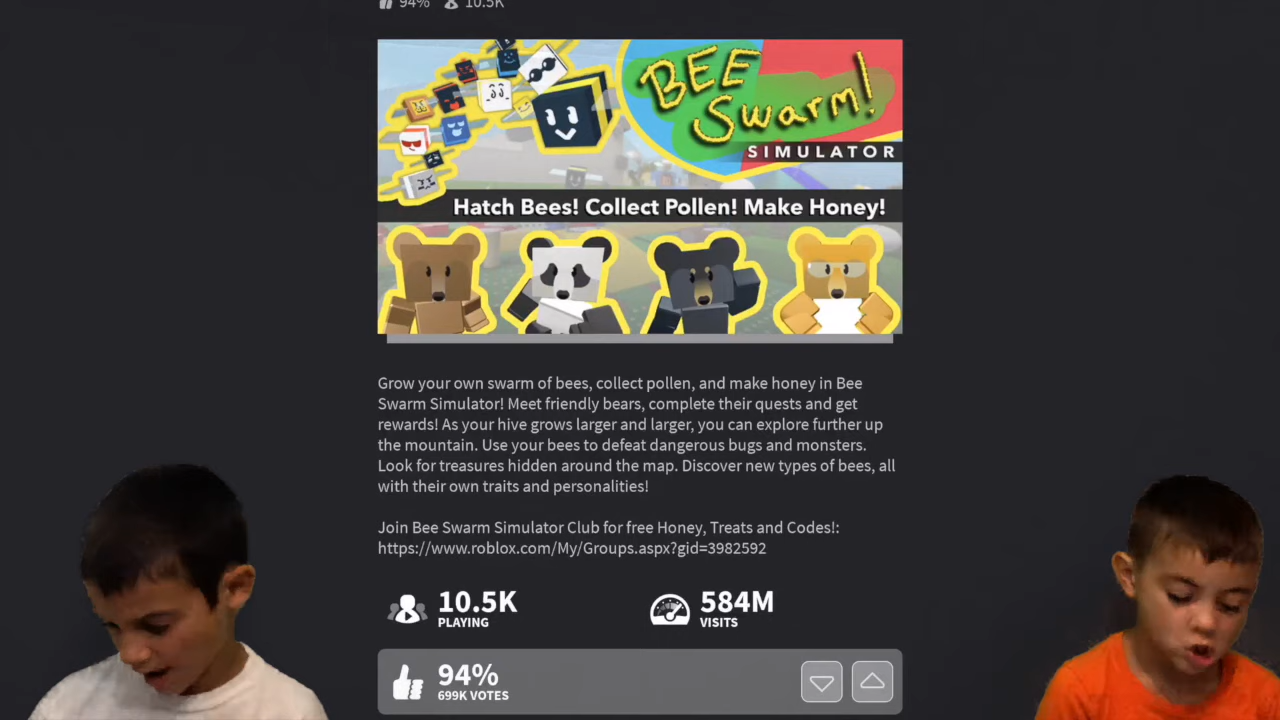 94% 10.5K
BEE
Swarm!
SIMULATOR
Hatch Bees! Collect Pollen! Make Honey!
Grow your own swarm of bees, collect pollen, and make honey in Bee
Swarm Simulator! Meet friendly bears, complete their quests and get
rewards! As your hive grows larger and larger, you can explore further up
the mountain. Use your bees to defeat dangerous bugs and monsters.
Look for treasures hidden around the map. Discover new types of bees, all
with their own traits and personalities!
Join Bee Swarm Simulator Club for free Honey, Treats and Codes!:
https://www.roblox.com/My/Groups.aspx?gid=3982592
10.5K
PLAYING
584M
VISITS
94%
699K VOTES